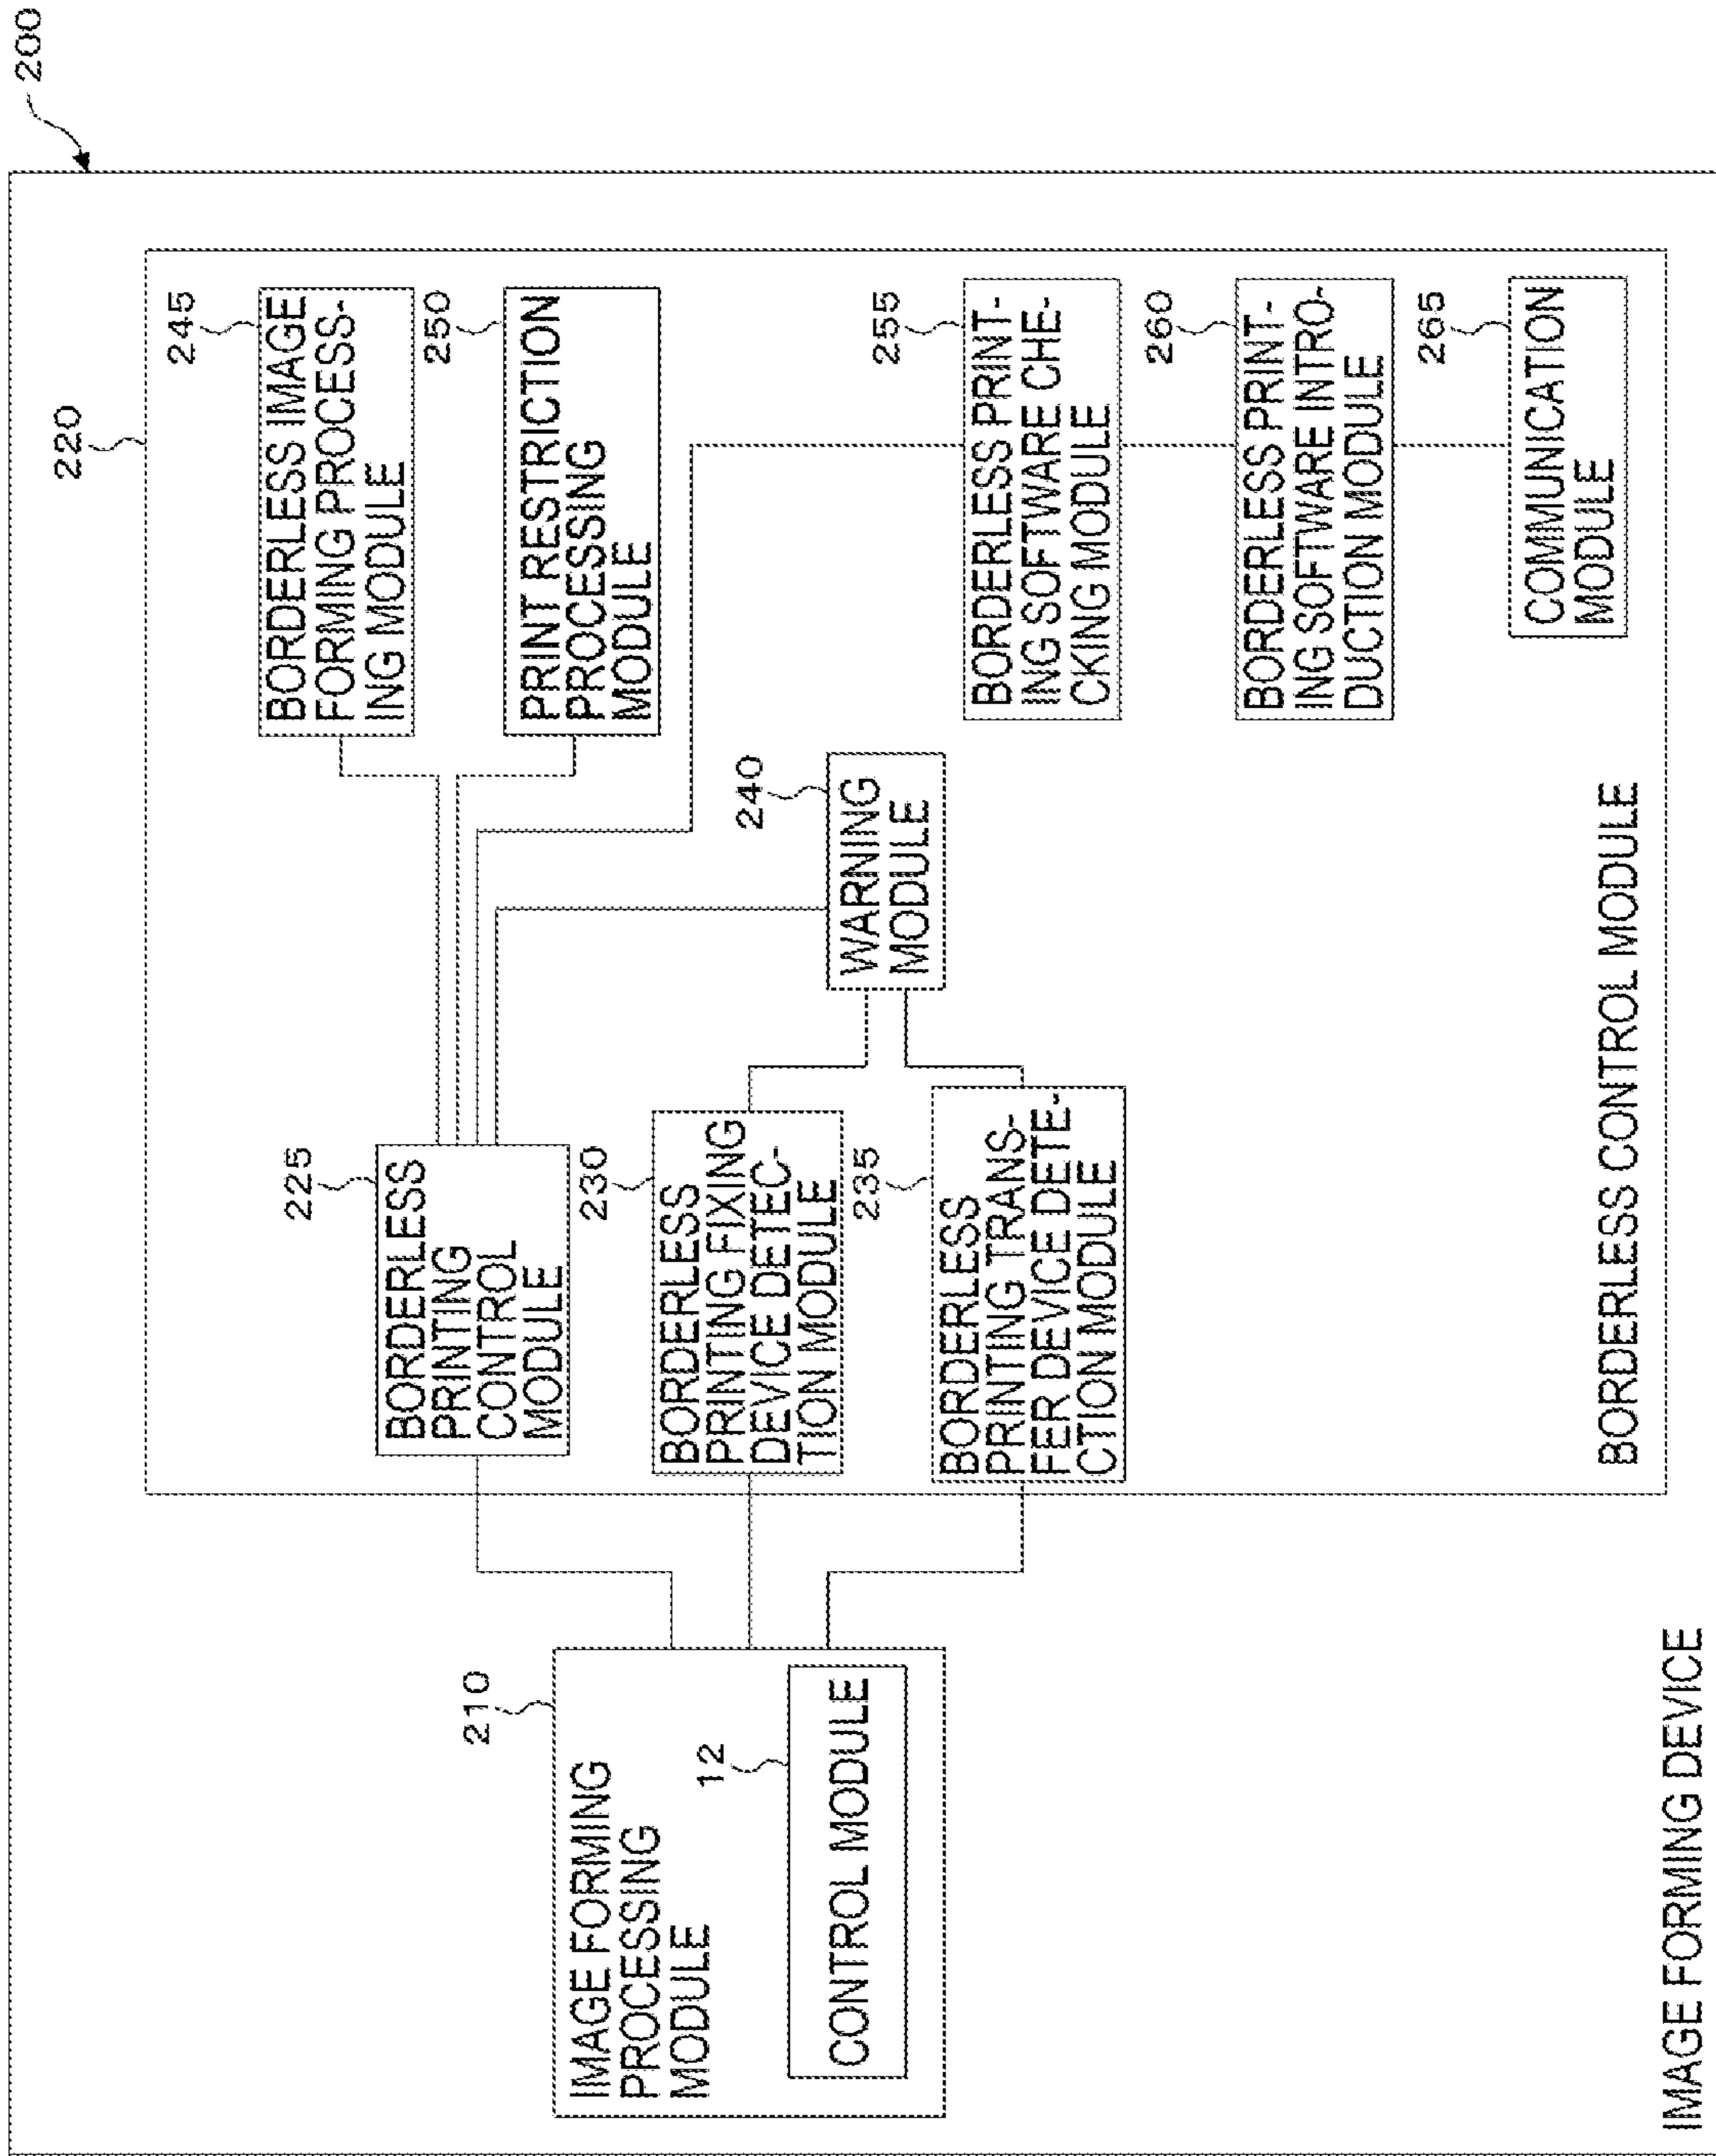 200
220
210
IMAGE FORMING
PROCESSING
MODULE
12
CONTROL MODULE
225
BORDERLESS
PRINTING
CONTROL
MODULE
230
BORDERLESS
PRINTING FIXING
DEVICE DETEC-
TION MODULE
235
BORDERLESS
PRINTING TRANS-
FER DEVICE DETE-
CTION MODULE
240
WARNING
MODULE
245
BORDERLESS IMAGE
FORMING PROCESS-
ING MODULE
250
PRINT RESTRICTION
PROCESSING
MODULE
255
BORDERLESS PRINT-
ING SOFTWARE CHE-
CKING MODULE
260
BORDERLESS PRINT-
ING SOFTWARE INTRO-
DUCTION MODULE
265
COMMUNICATION
MODULE
BORDERLESS CONTROL MODULE
IMAGE FORMING DEVICE